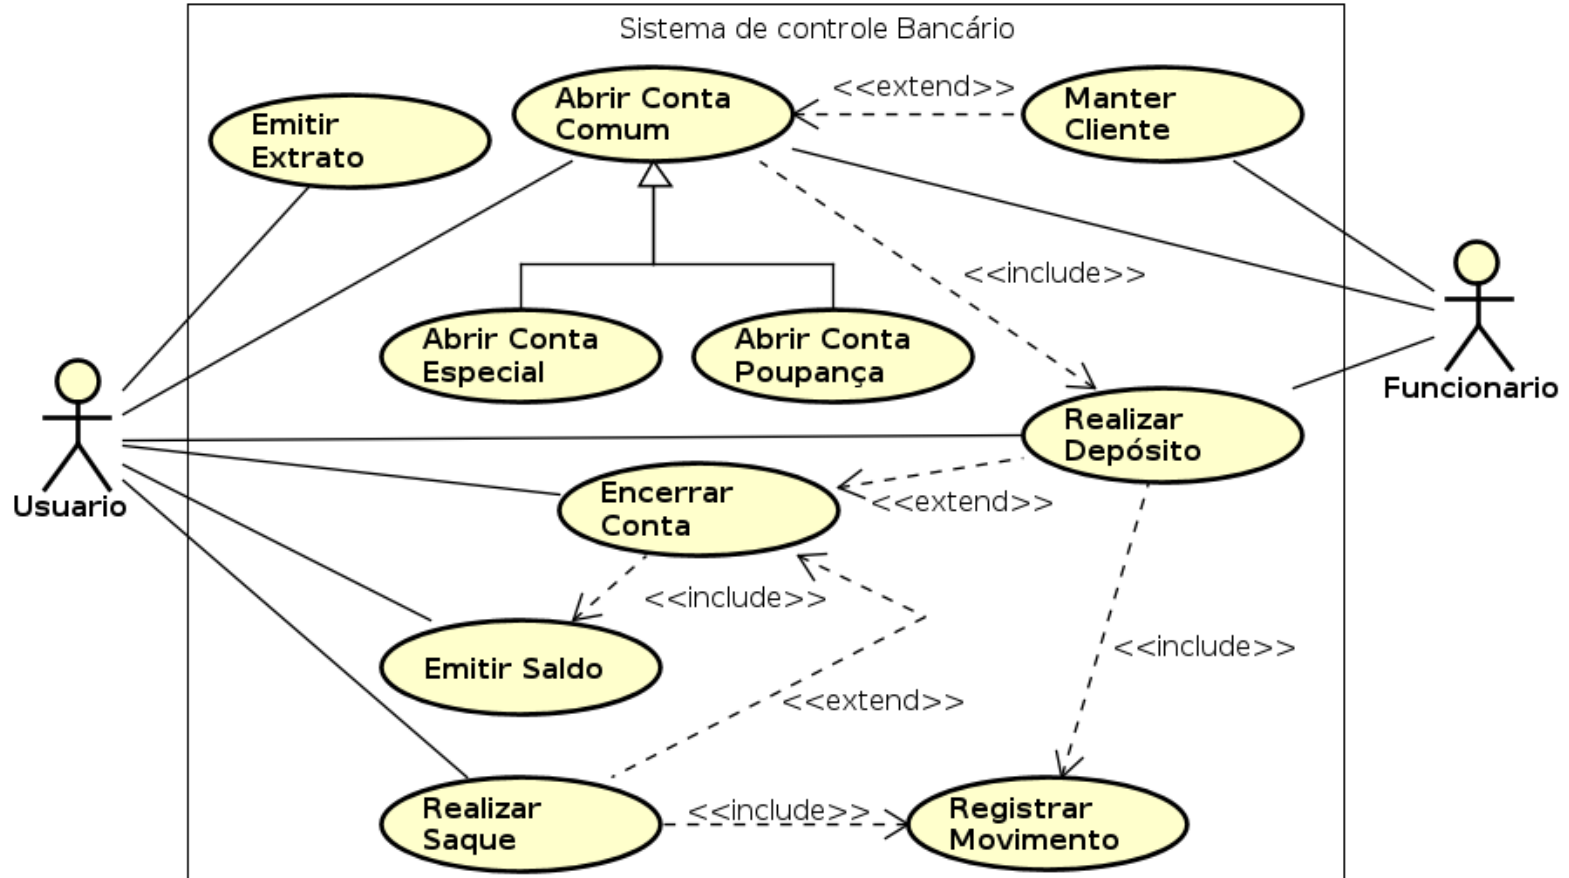 Sistema de controle Bancário
Emitir
Extrato
Abrir Conta
Comum
<<extend>>
Manter
Cliente
<<include>>
Abrir Conta
Especial
Abrir Conta
Poupança
Funcionario
Realizar
Depósito
Usuario
Encerrar
Conta
<<extend>>
<<include>>
Emitir Saldo
<<include>>
<<extend>>
Realizar
Saque
<<include>>
Registrar
Movimento